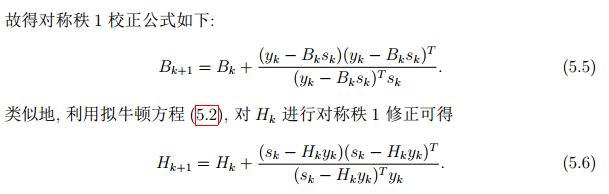 故得对称秩 1 校正公式如下:
B_{k+1} = B_k + \frac{(y_k - B_k s_k)(y_k - B_k s_k)^T}{(y_k - B_k s_k)^T s_k}. (5.5)
类似地, 利用拟牛顿方程 (5.2), 对 H_k 进行对称秩 1 修正可得
H_{k+1} = H_k + \frac{(s_k - H_k y_k)(s_k - H_k y_k)^T}{(s_k - H_k y_k)^T y_k}. (5.6)